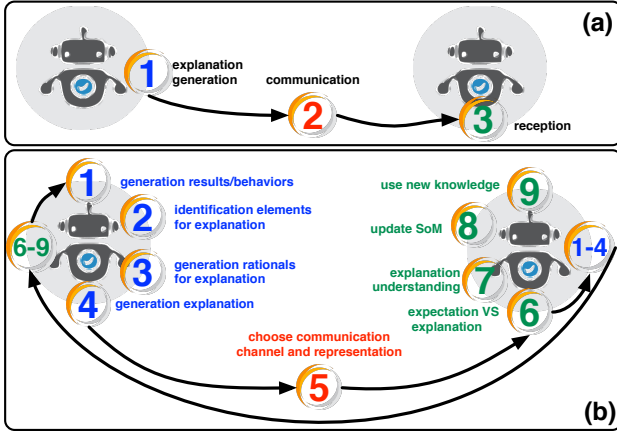 (a)
1
explanation
generation
communication
2
3
reception
1
generation results/behaviors
2
identification elements
for explanation
6-9
3
generation rationals
for explanation
4
generation explanation
choose communication
channel and representation
5
use new knowledge
9
update SoM
8
1-4
explanation
understanding
7
expectation VS
explanation
6
(b)